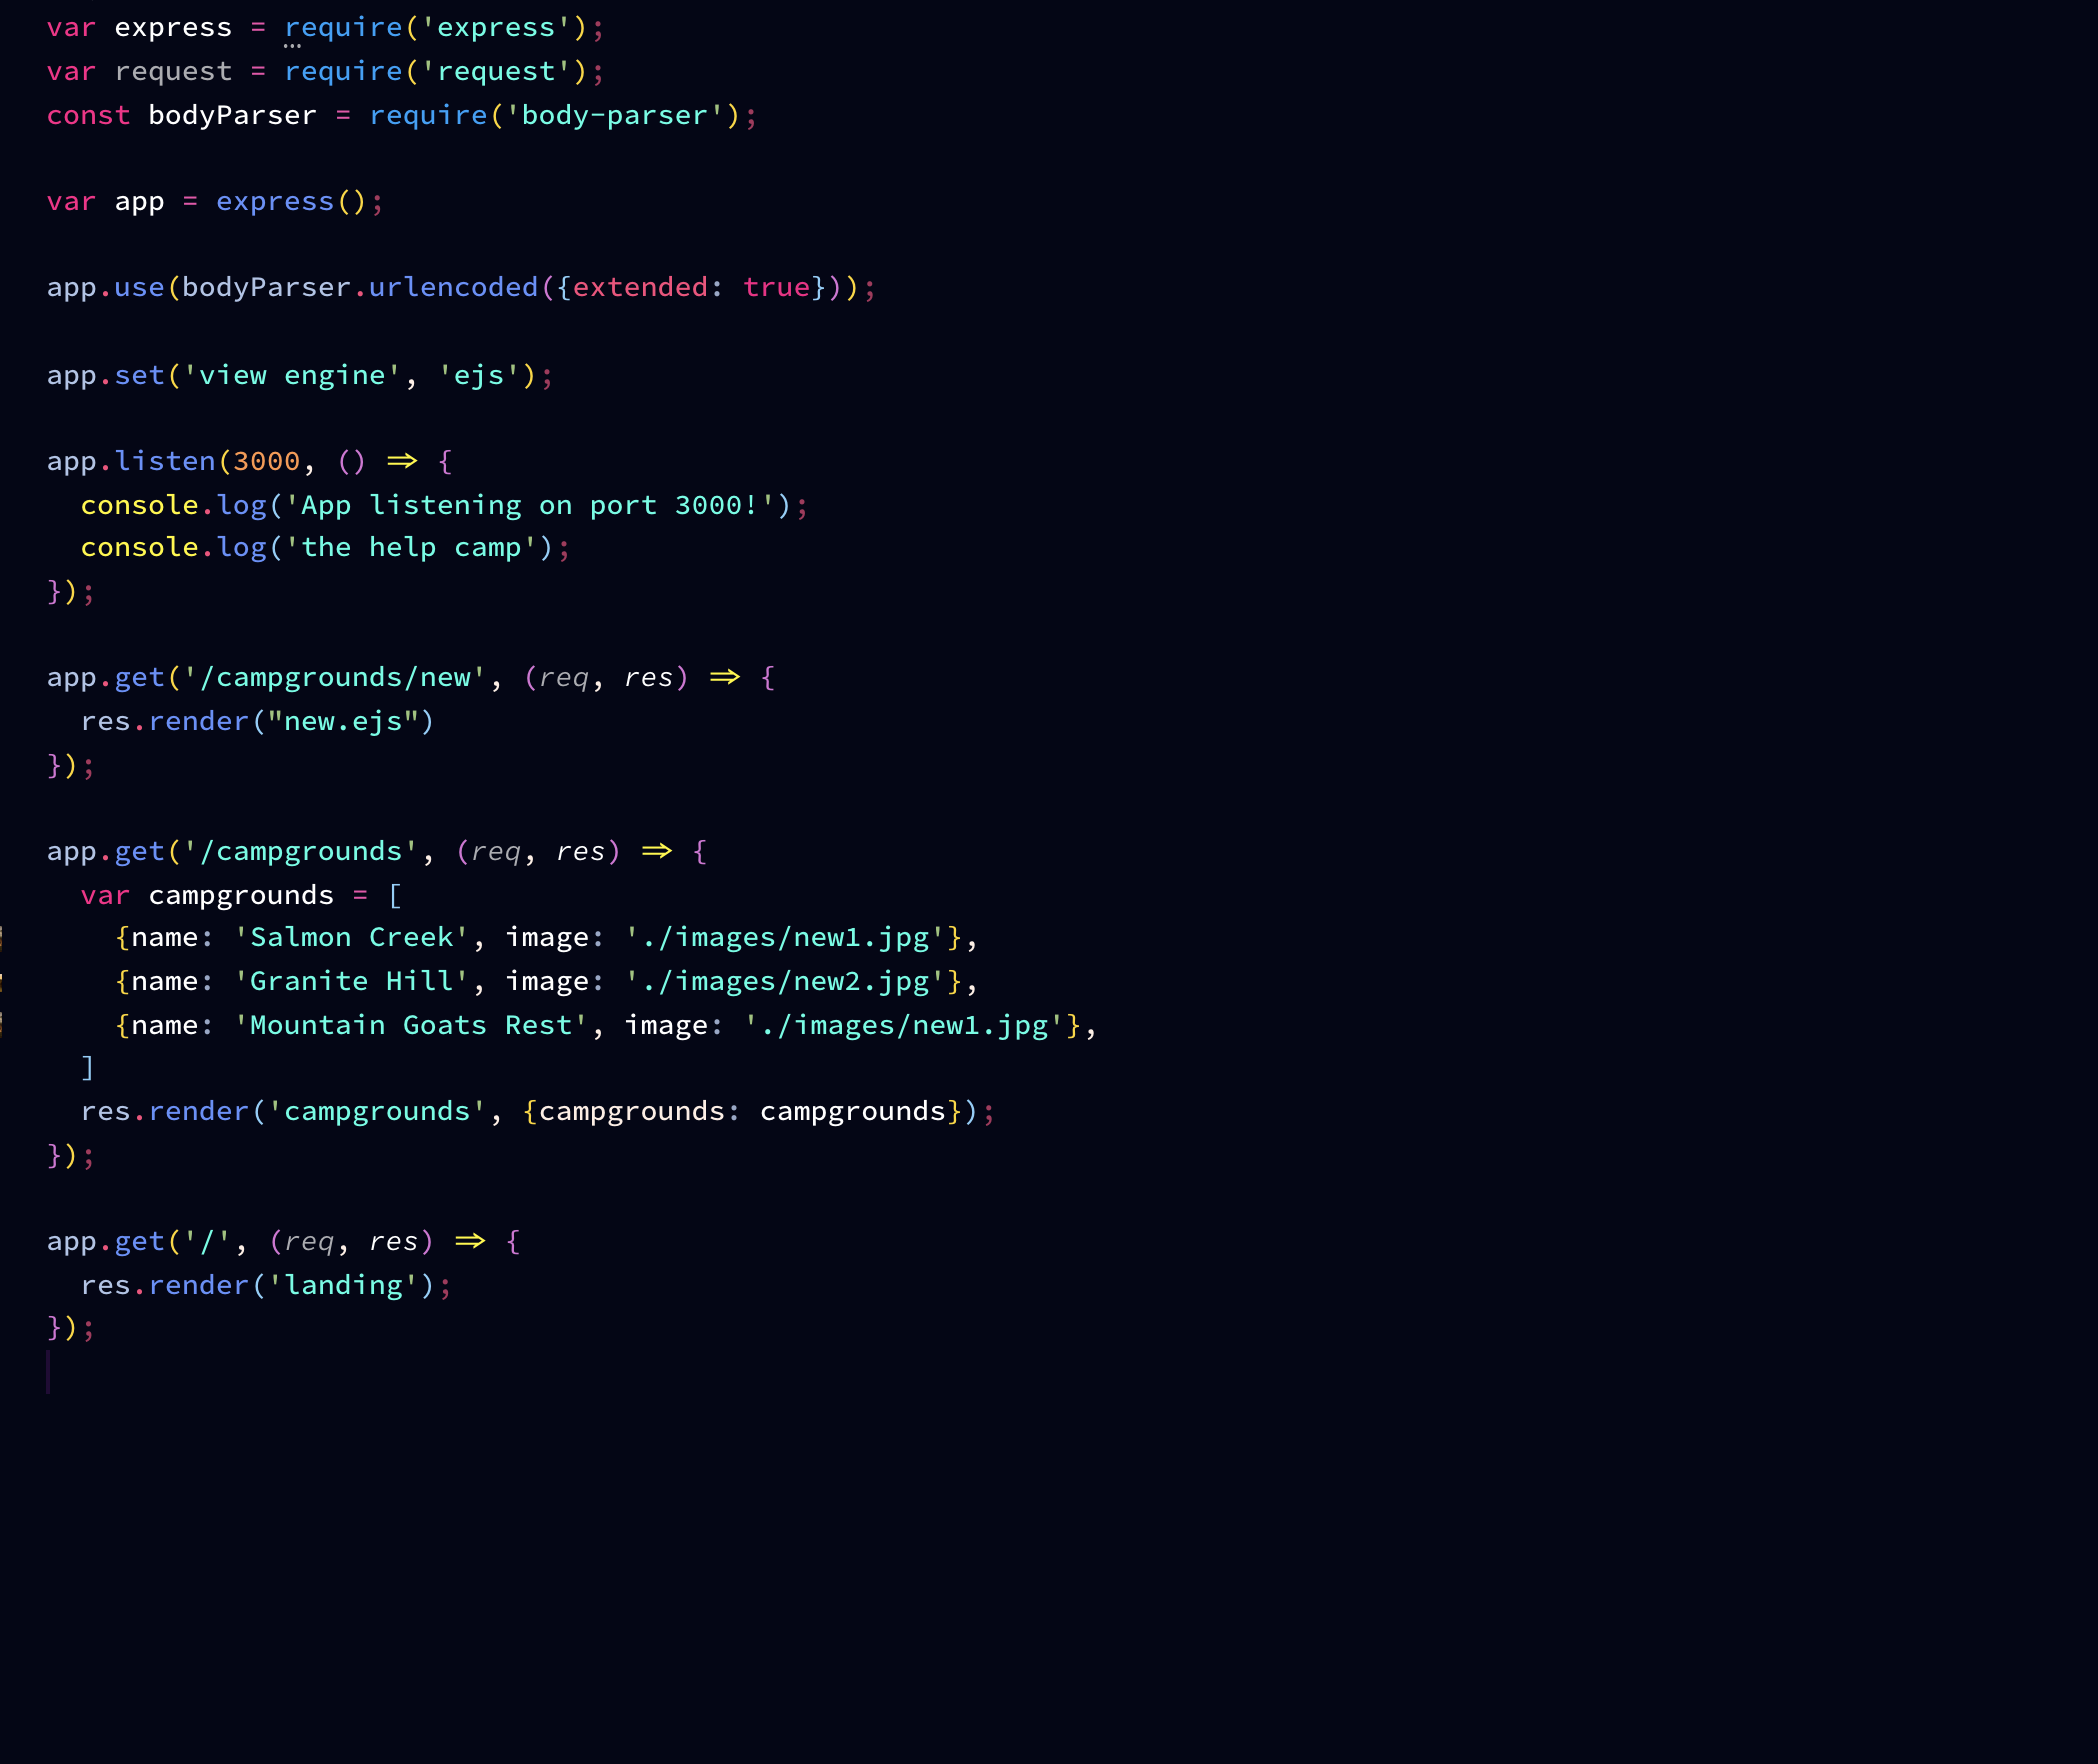 var express = require('express');
var request = require('request');
const bodyParser = require('body-parser');
var app = express();
app.use(bodyParser.urlencoded({extended: true}));
app.set('view engine', 'ejs');
app.listen(3000, () => {
  console.log('App listening on port 3000!');
  console.log('the help camp');
});
app.get('/campgrounds/new', (req, res) => {
  res.render("new.ejs")
});
app.get('/campgrounds', (req, res) => {
  var campgrounds = [
    {name: 'Salmon Creek', image: './images/new1.jpg'},
    {name: 'Granite Hill', image: './images/new2.jpg'},
    {name: 'Mountain Goats Rest', image: './images/new1.jpg'},
  ]
  res.render('campgrounds', {campgrounds: campgrounds});
});
app.get('/', (req, res) => {
  res.render('landing');
});